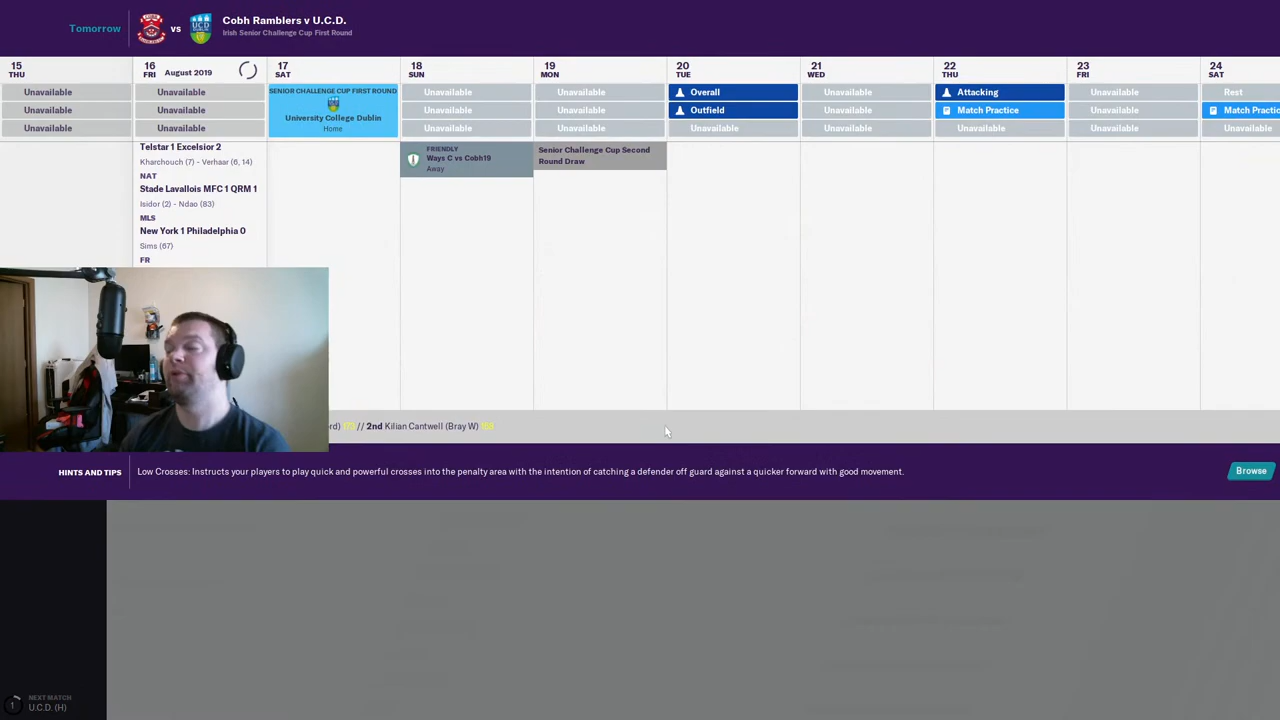 Tomorrow
vs
Cobh Ramblers v U.C.D.
Irish Senior Challenge Cup First Round
15
THU
16
FRI
August 2019
17
SAT
18
SUN
19
MON
20
TUE
21
WED
22
THU
23
FRI
24
SAT
Unavailable
Unavailable
SENIOR CHALLENGE CUP FIRST ROUND
Unavailable
Unavailable
Overall
Unavailable
Attacking
Unavailable
Rest
Unavailable
Unavailable
University College Dublin
Unavailable
Unavailable
Outfield
Unavailable
Match Practice
Unavailable
Match Practic
Unavailable
Unavailable
Home
Unavailable
Unavailable
Unavailable
Unavailable
Unavailable
Unavailable
Unavailable
Telstar 1 Excelsior 2
Kharchouch (7) - Verhaar (6, 14)
NAT
Stade Lavallois MFC 1 QRM 1
Isidor (2) - Ndao (83)
MLS
New York 1 Philadelphia 0
Sims (67)
FR
FRIENDLY
Ways C vs Cobh19
Away
Senior Challenge Cup Second
Round Draw
rd) // 2nd Kilian Cantwell (Bray W)
HINTS AND TIPS
Low Crosses: Instructs your players to play quick and powerful crosses into the penalty area with the intention of catching a defender off guard against a quicker forward with good movement.
Browse
1
NEXT MATCH
U.C.D. (H)